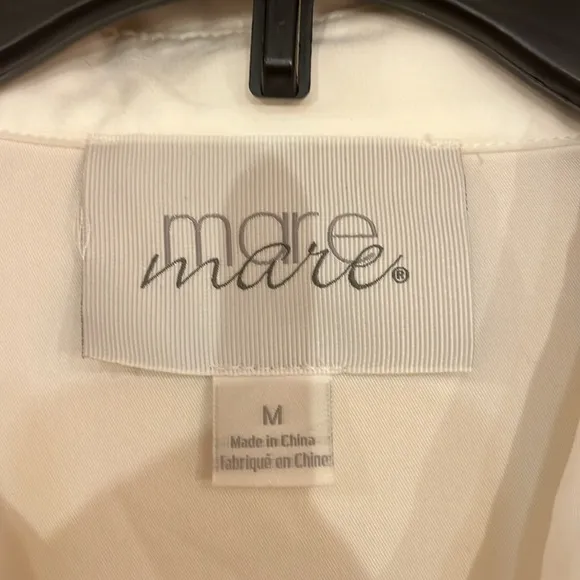 mare
mare®
M
Made in China
Fabriqué en Chine